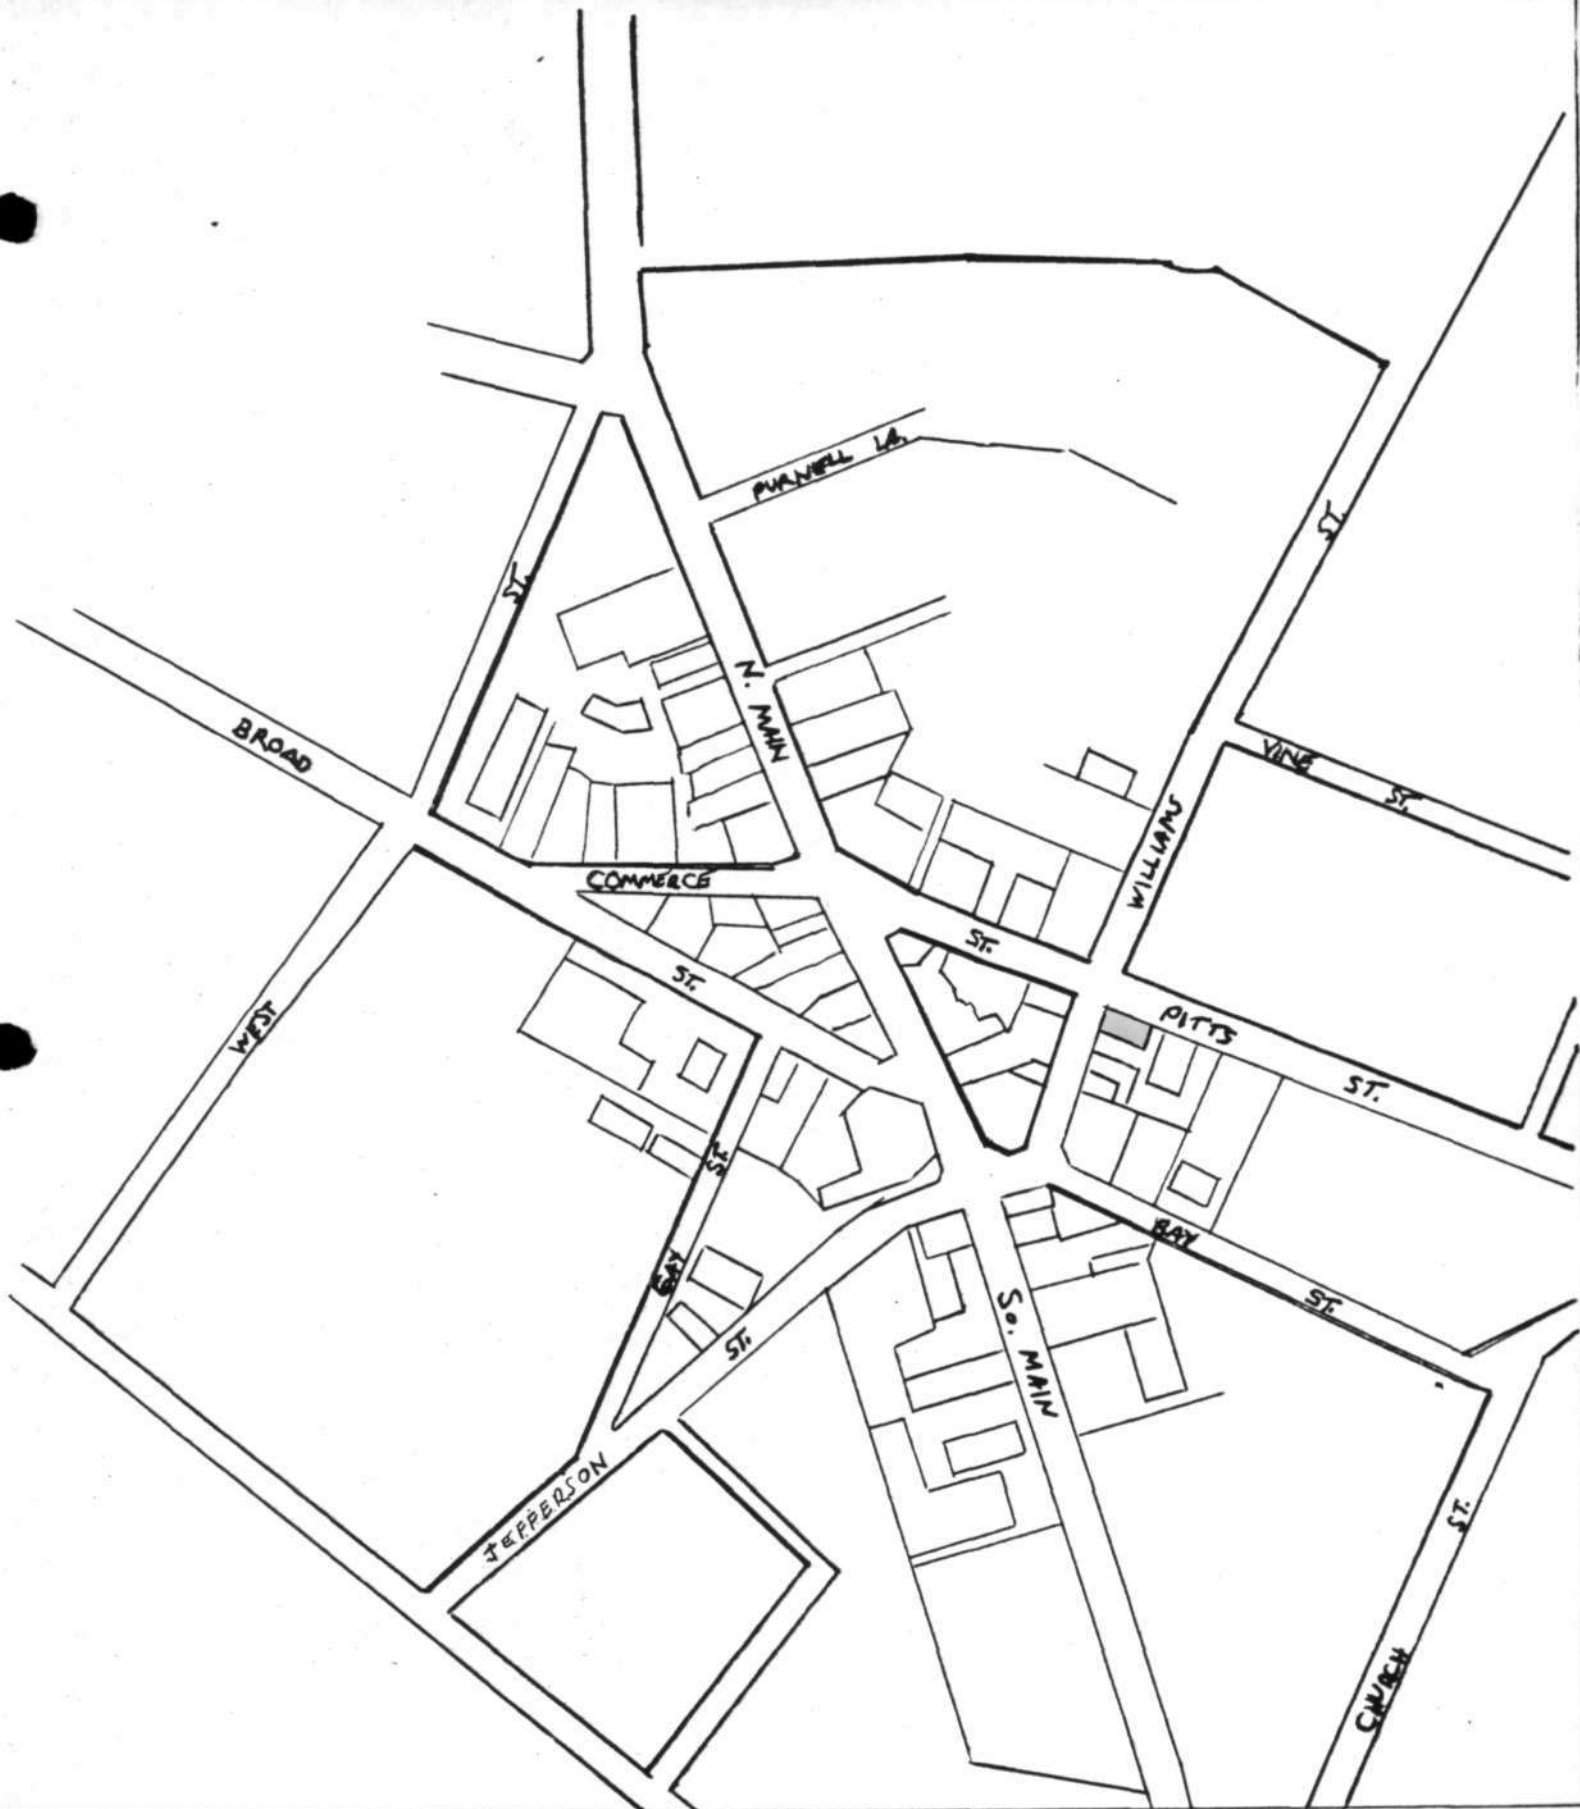 PURNELL LA.
ST.
ST.
N. MAIN
BROAD
VINE
ST.
WILLIAMS
COMMERCE
ST.
ST.
WEST
PITTS
ST.
ST.
BAY
BAY
ST.
ST.
SO. MAIN
JEFFERSON
ST.
CHURCH